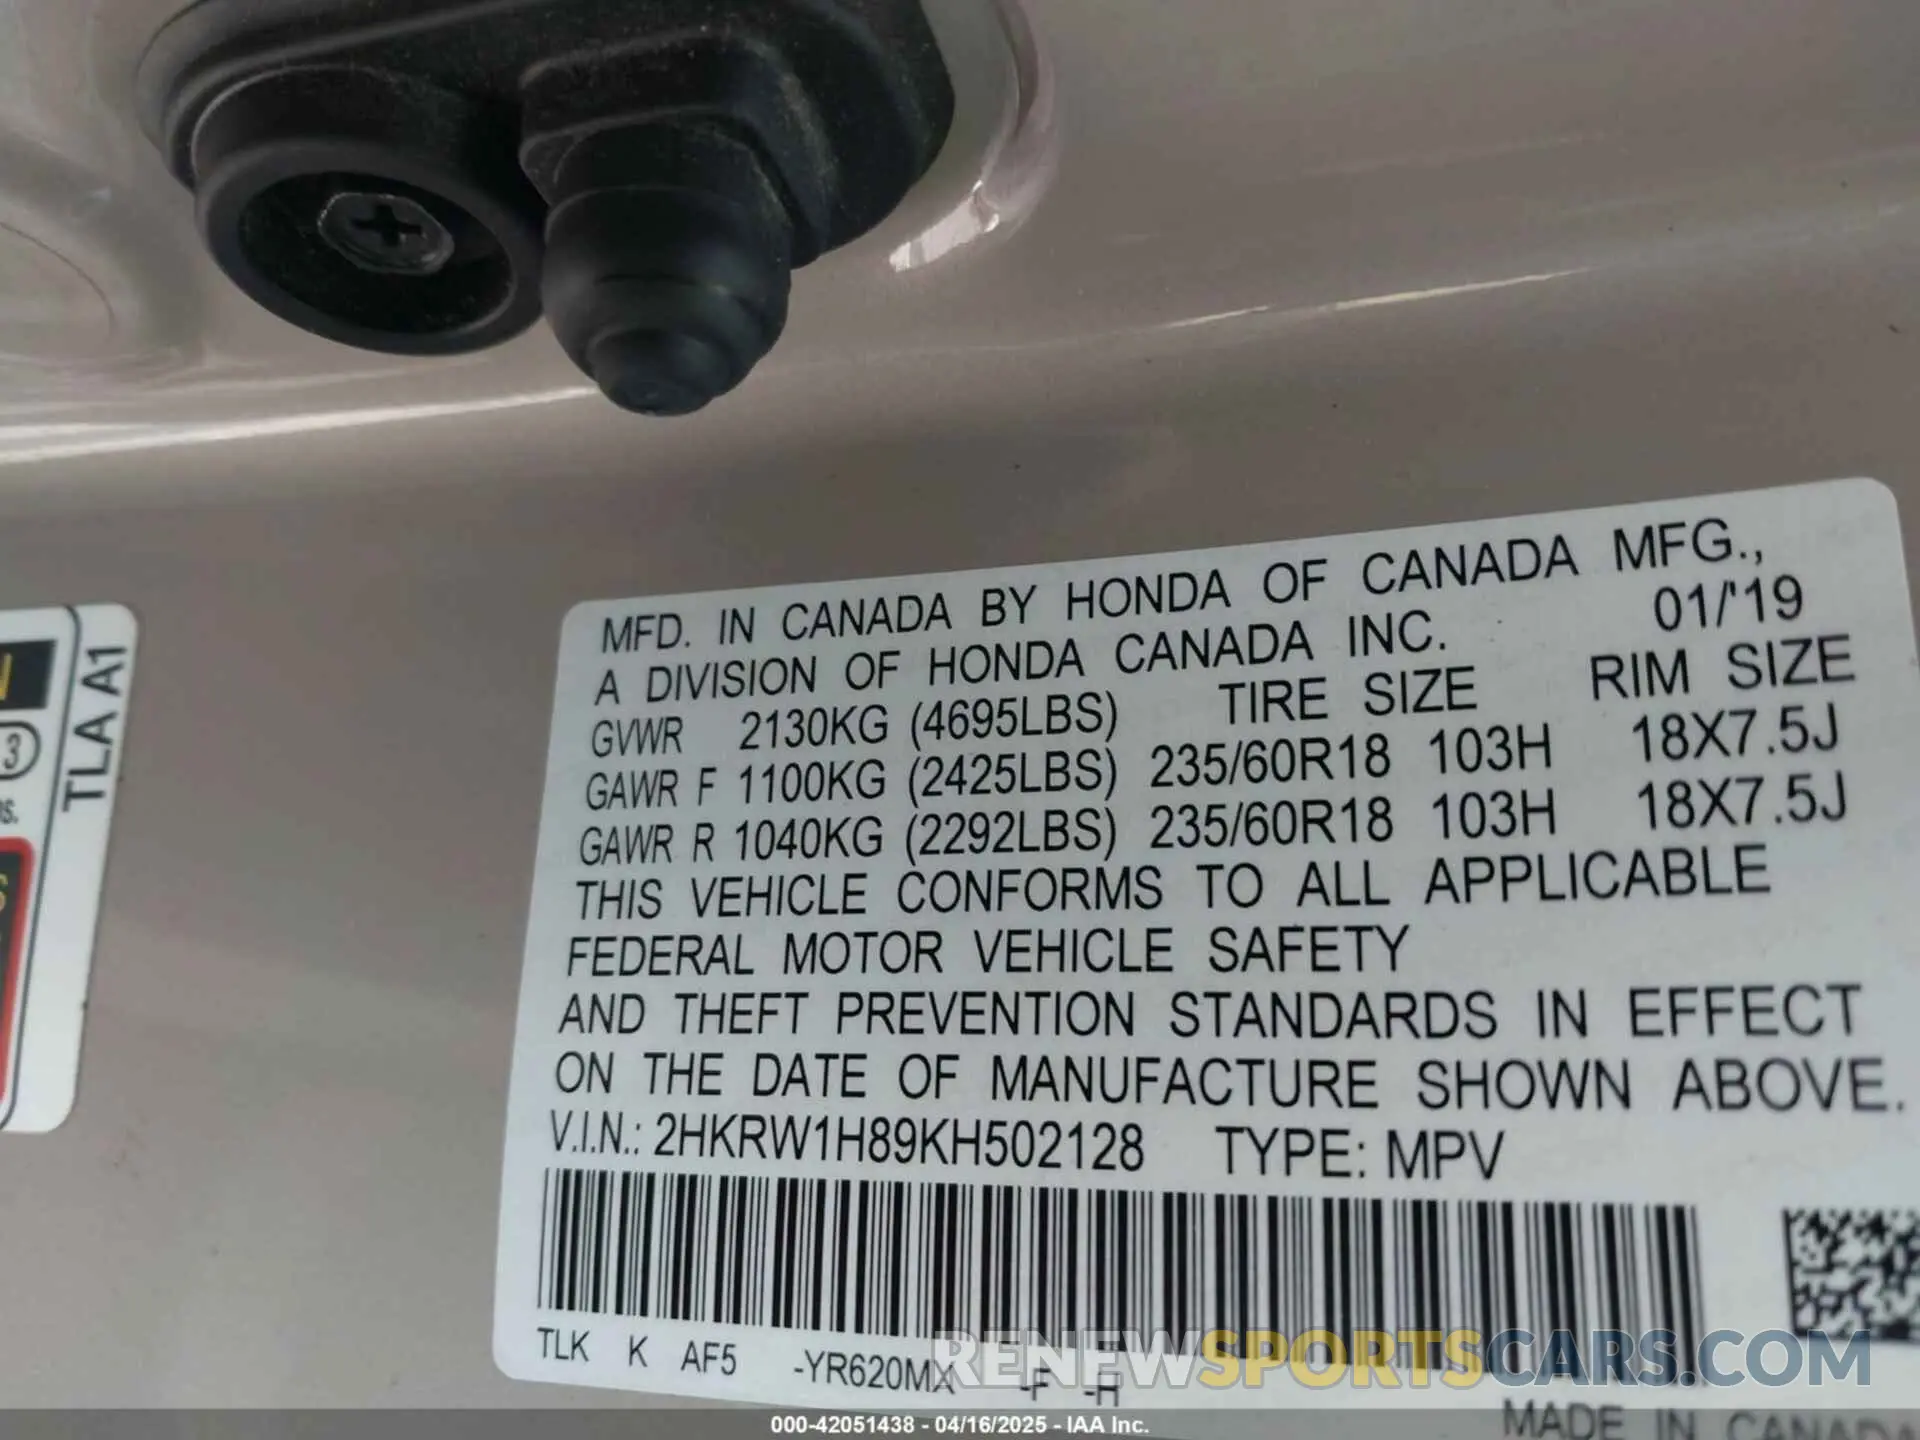 MFD. IN CANADA BY HONDA OF CANADA MFG.,
A DIVISION OF HONDA CANADA INC. 01/'19
GVWR 2130KG (4695LBS) TIRE SIZE RIM SIZE
GAWR F 1100KG (2425LBS) 235/60R18 103H 18X7.5J
GAWR R 1040KG (2292LBS) 235/60R18 103H 18X7.5J
THIS VEHICLE CONFORMS TO ALL APPLICABLE
FEDERAL MOTOR VEHICLE SAFETY
AND THEFT PREVENTION STANDARDS IN EFFECT
ON THE DATE OF MANUFACTURE SHOWN ABOVE.
V.I.N.: 2HKRW1H89KH502128 TYPE: MPV
TLK K AF5 -YR620MX -F -H
MADE IN CANADA
TLA A1
3
RENEWSPORTSCARS.COM
000-42051438 - 04/16/2025 - IAA Inc.